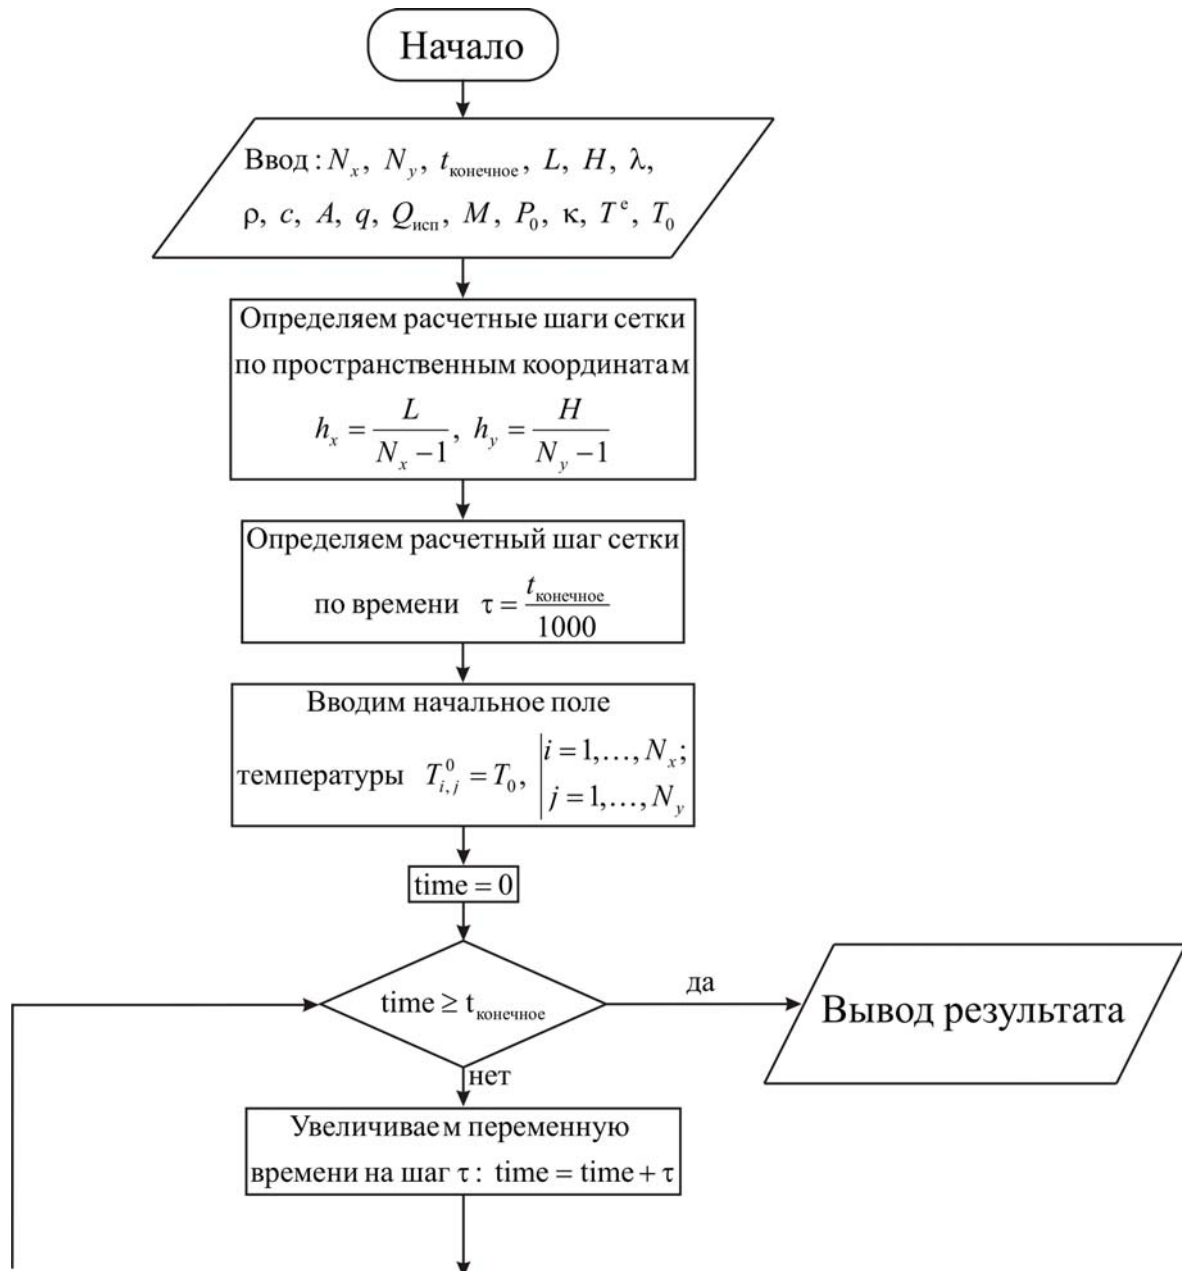 Начало
Ввод : N_x, N_y, t_конечное, L, H, λ,
ρ, c, A, q, Q_исп, M, P_0, κ, T^e, T_0
Определяем расчетные шаги сетки
по пространственным координатам
h_x = L / (N_x − 1), h_y = H / (N_y − 1)
Определяем расчетный шаг сетки
по времени τ = t_конечное / 1000
Вводим начальное поле
температуры T^0_{i,j} = T_0, | i = 1,…, N_x;
j = 1,…, N_y
time = 0
time ≥ t_конечное
да
Вывод результата
нет
Увеличиваем переменную
времени на шаг τ : time = time + τ